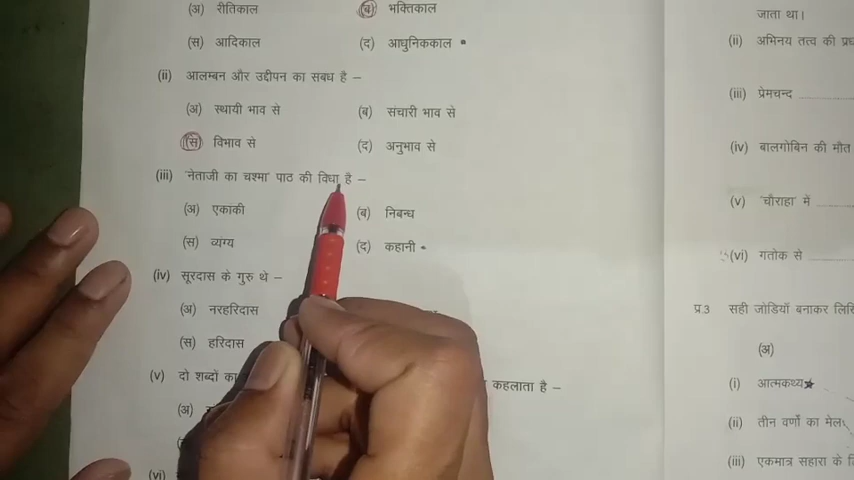 (अ) रीतिकाल (ब) भक्तिकाल
(स) आदिकाल (द) आधुनिककाल
(ii) आलम्बन और उद्दीपन का सबध है –
(अ) स्थायी भाव से (ब) संचारी भाव से
(स) विभाव से (द) अनुभाव से
(iii) 'नेताजी का चश्मा' पाठ की विधा है –
(अ) एकांकी (ब) निबन्ध
(स) व्यंग्य (द) कहानी
(iv) सूरदास के गुरु थे –
(अ) नरहरिदास
(स) हरिदास
(v) दो शब्दों का कहलाता है –
(अ)
(vi)
जाता था।
(ii) अभिनय तत्व की
(iii) प्रेमचन्द
(iv) बालगोबिन की मौत
(v) 'चौराहा' में
(vi) गतोक से
प्र.3 सही जोडियाँ बनाकर
(अ)
(i) आत्मकथ्य
(ii) तीन वर्णों का मेल
(iii) एकमात्र सहारा के